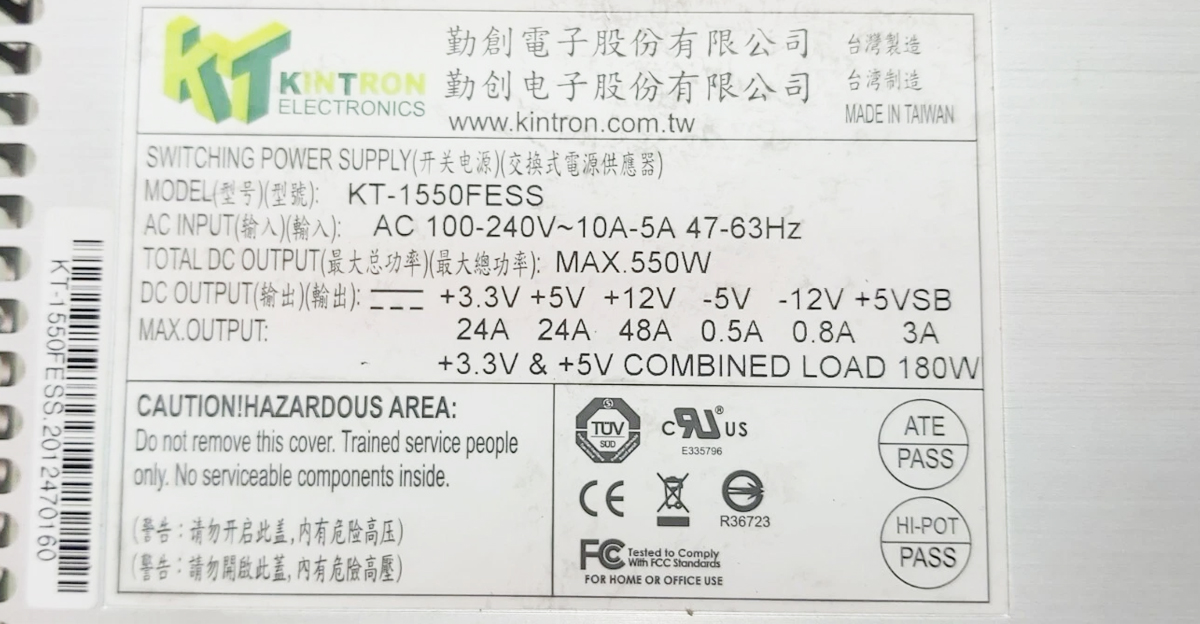 KT KINTRON
ELECTRONICS
勤創電子股份有限公司
勤创电子股份有限公司
www.kintron.com.tw
台灣製造
台湾制造
MADE IN TAIWAN
SWITCHING POWER SUPPLY(开关电源)(交換式電源供應器)
MODEL(型号)(型號): KT-1550FESS
AC INPUT(输入)(輸入): AC 100-240V~10A-5A 47-63Hz
TOTAL DC OUTPUT(最大总功率)(最大總功率): MAX.550W
DC OUTPUT(输出)(輸出): +3.3V +5V +12V -5V -12V +5VSB
MAX.OUTPUT: 24A 24A 48A 0.5A 0.8A 3A
+3.3V & +5V COMBINED LOAD 180W
CAUTION!HAZARDOUS AREA:
Do not remove this cover. Trained service people
only. No serviceable components inside.
(警告:请勿开启此盖,内有危险高压)
(警告:請勿開啟此蓋,內有危險高壓)
TÜV
SÜD
c RU ® US
E335796
CE
R36723
FC Tested to Comply
With FCC Standards
FOR HOME OR OFFICE USE
ATE
PASS
HI-POT
PASS
KT-1550FESS.2012470160